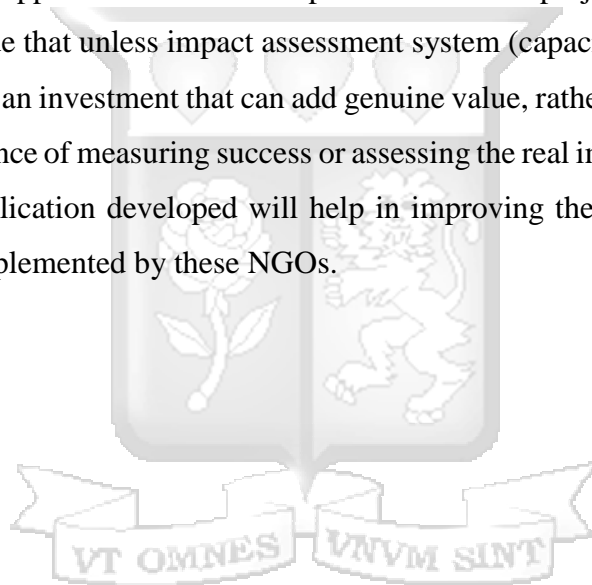 e that unless impact assessment system (capaci
an investment that can add genuine value, rathe
nce of measuring success or assessing the real in
lication developed will help in improving the
plemented by these NGOs.
VT OMNES VNVM SINT